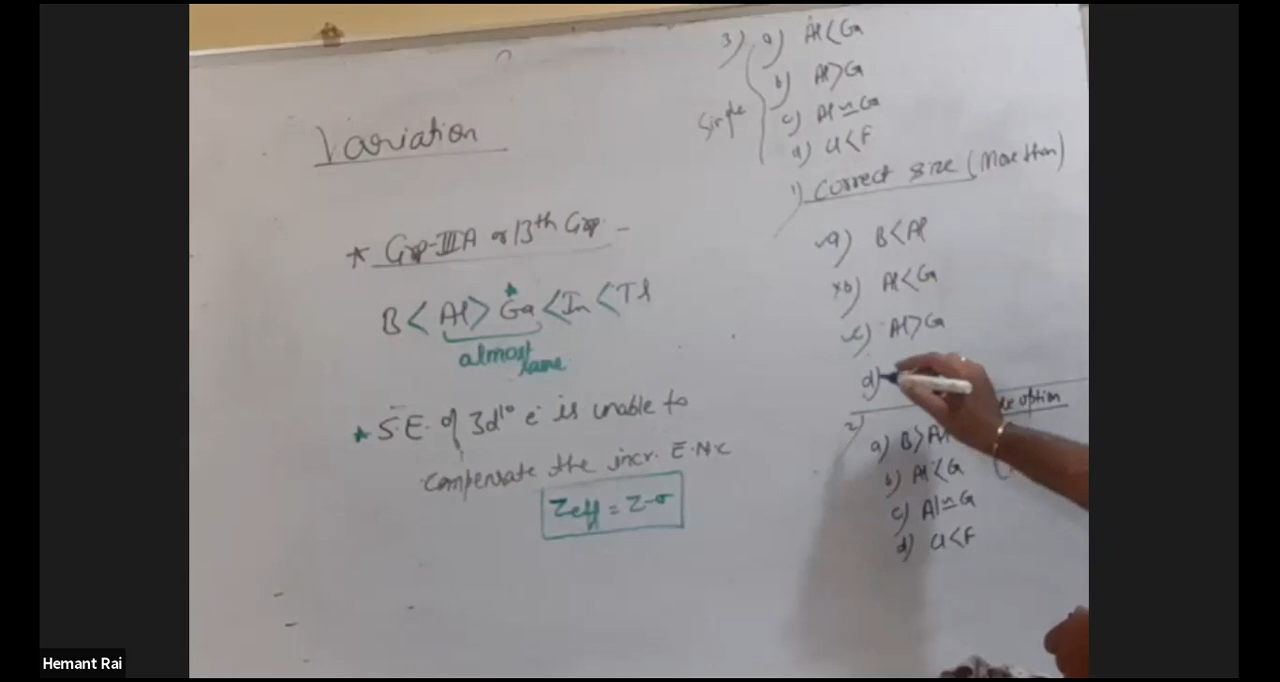 Variation
* Grp-IIIA or 13th Grp.
B < Al > Ga < In < Tl
almost same
* S.E. of 3d10 e- is unable to
compensate the incr. E.N.C
Zeff = Z-σ
3) a) Al < Ga
b) Al > Ga
c) Al ≃ Ga
d) Cl < F
Single
1) Correct size (More than)
a) B < Al
xb) Al < Ga
c) Al > Ga
d)
2) option
a) B > Al
b) Al < G
c) Al ≃ G
d) Cl < F
Hemant Rai